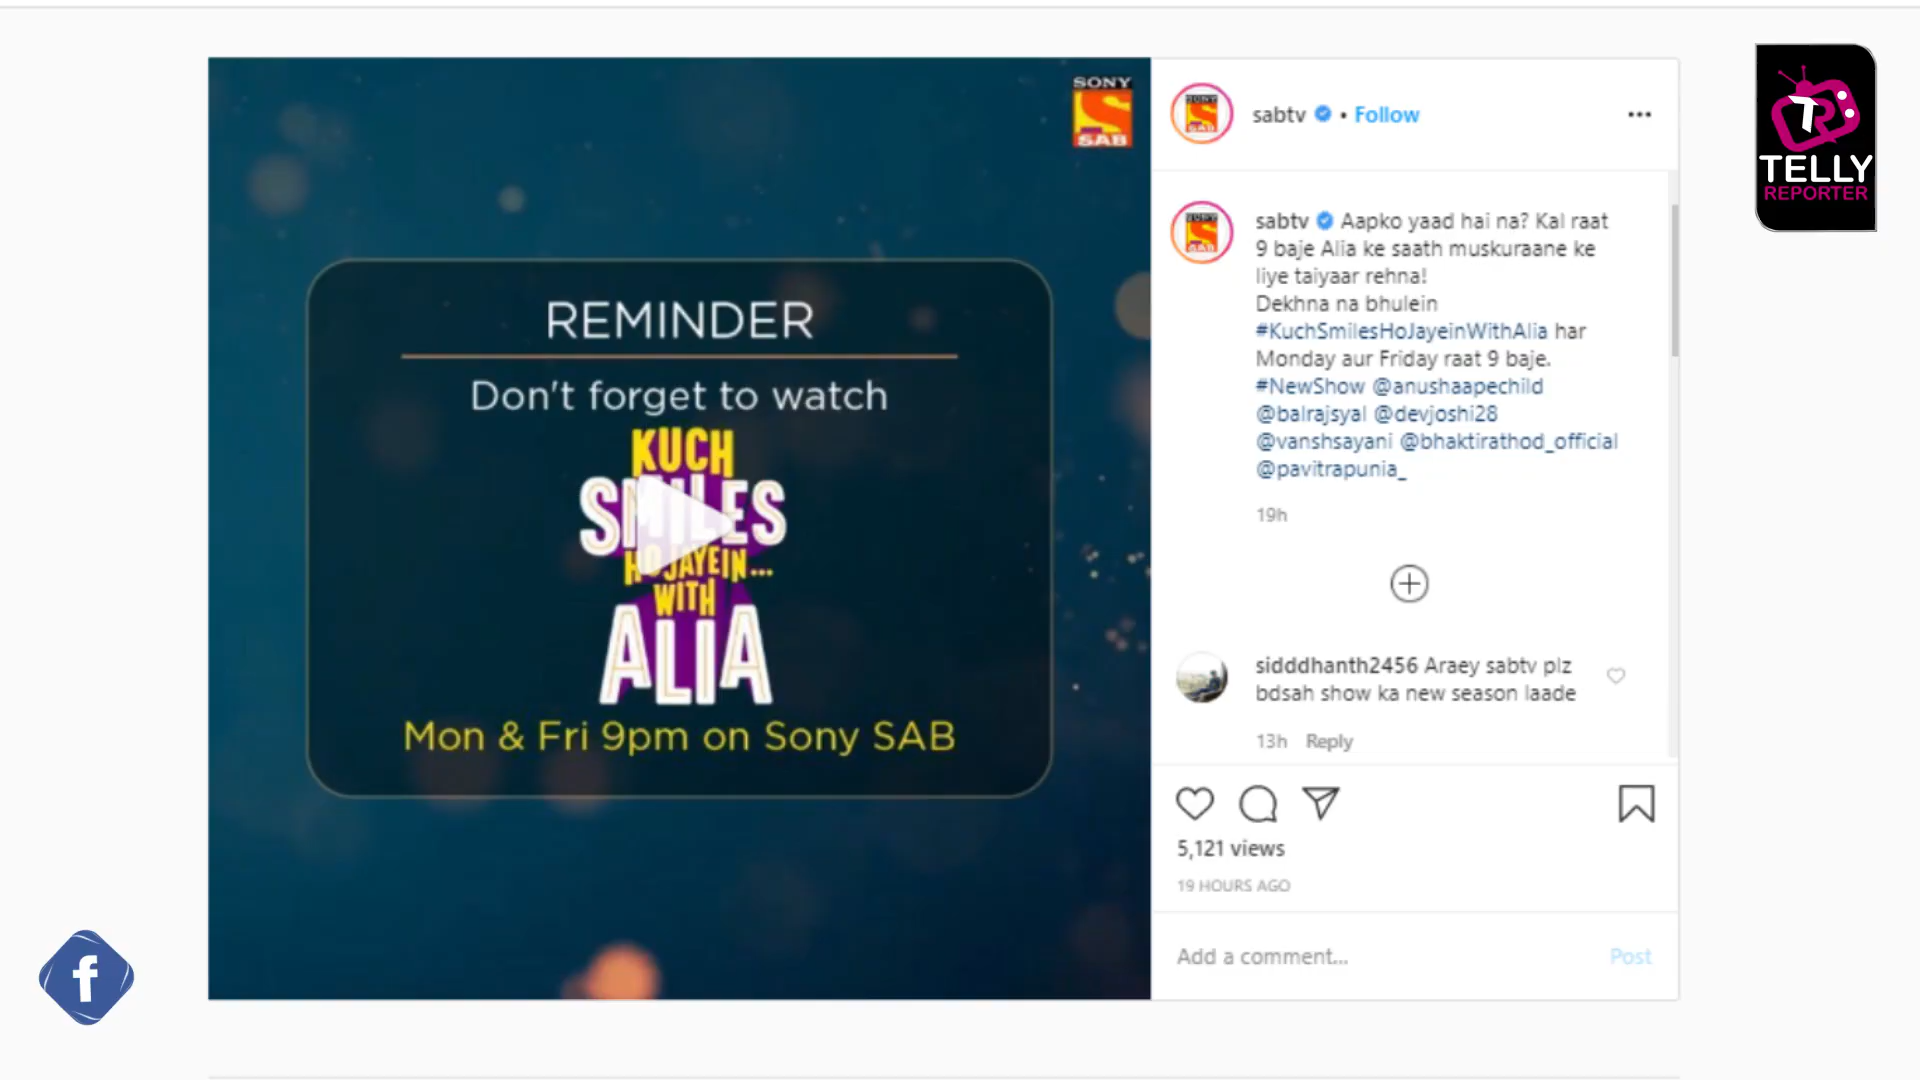 SONY
SAB
REMINDER
Don't forget to watch
KUCH
SMILES
HO JAYEIN...
WITH
ALIA
Mon & Fri 9pm on Sony SAB
sabtv • Follow
sabtv Aapko yaad hai na? Kal raat
9 baje Alia ke saath muskuraane ke
liye taiyaar rehna!
Dekhna na bhulein
#KuchSmilesHoJayeinWithAlia har
Monday aur Friday raat 9 baje.
#NewShow @anushaapechild
@balrajsyal @devjoshi28
@vanshsayani @bhaktirathod_official
@pavitrapunia_
19h
sidddhanth2456 Araey sabtv plz
bdsah show ka new season laade
13h Reply
5,121 views
19 HOURS AGO
Add a comment... Post
TR
TELLY
REPORTER
f